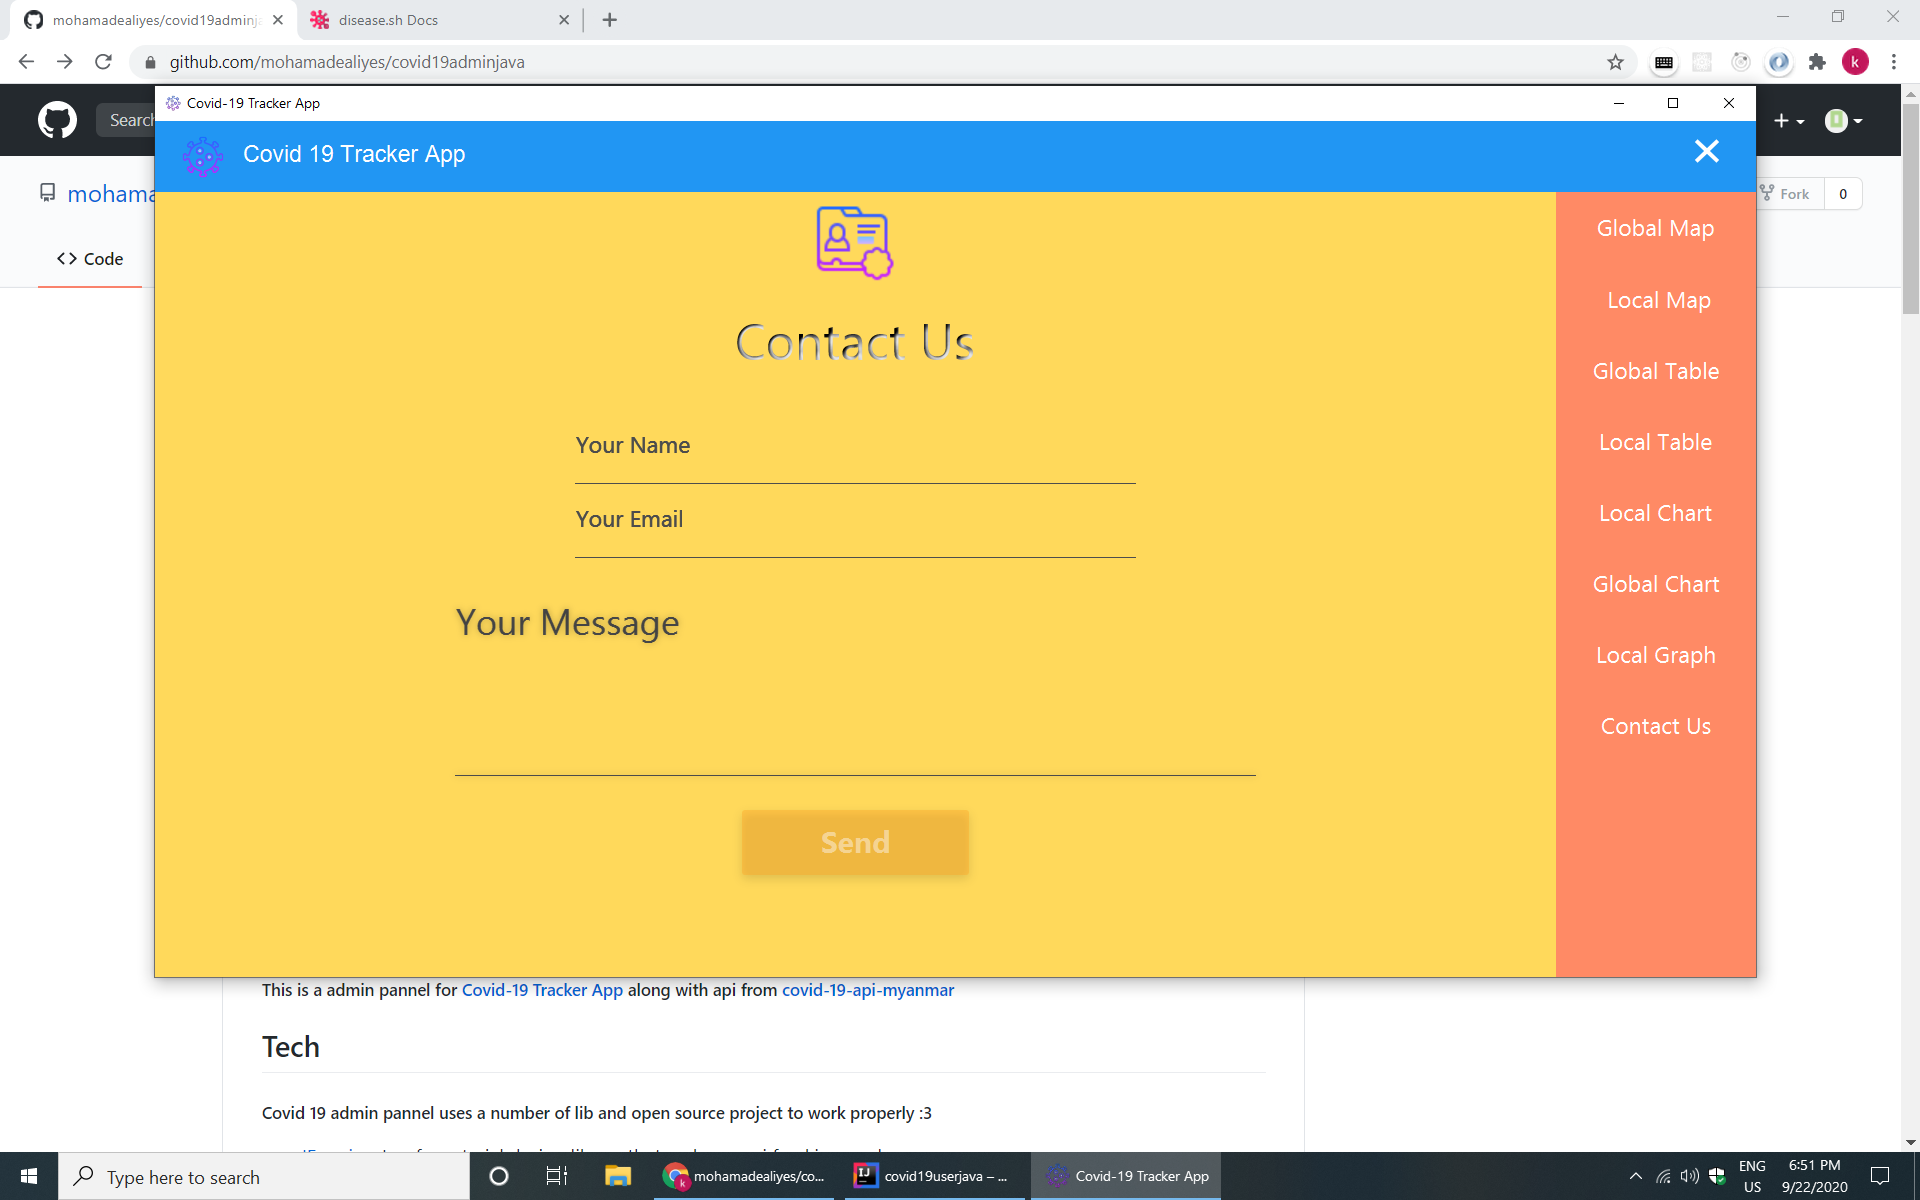 mohamadealiyes/covid19adminja
disease.sh Docs
github.com/mohamadealiyes/covid19adminjava
k
Covid-19 Tracker App
Search
Covid 19 Tracker App
mohama
Fork
0
Code
Contact Us
Your Name
Your Email
Your Message
Send
Global Map
Local Map
Global Table
Local Table
Local Chart
Global Chart
Local Graph
Contact Us
This is a admin pannel for Covid-19 Tracker App along with api from covid-19-api-myanmar
Tech
Covid 19 admin pannel uses a number of lib and open source project to work properly :3
Type here to search
k
mohamadealiyes/co...
IJ
covid19userjava – ...
Covid-19 Tracker App
ENG
US
6:51 PM
9/22/2020